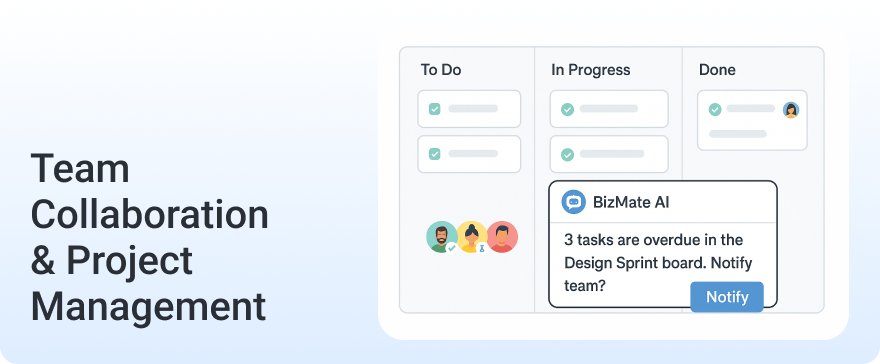 Team
Collaboration
& Project
Management
To Do
In Progress
Done
BizMate AI
3 tasks are overdue in the
Design Sprint board. Notify
team?
Notify